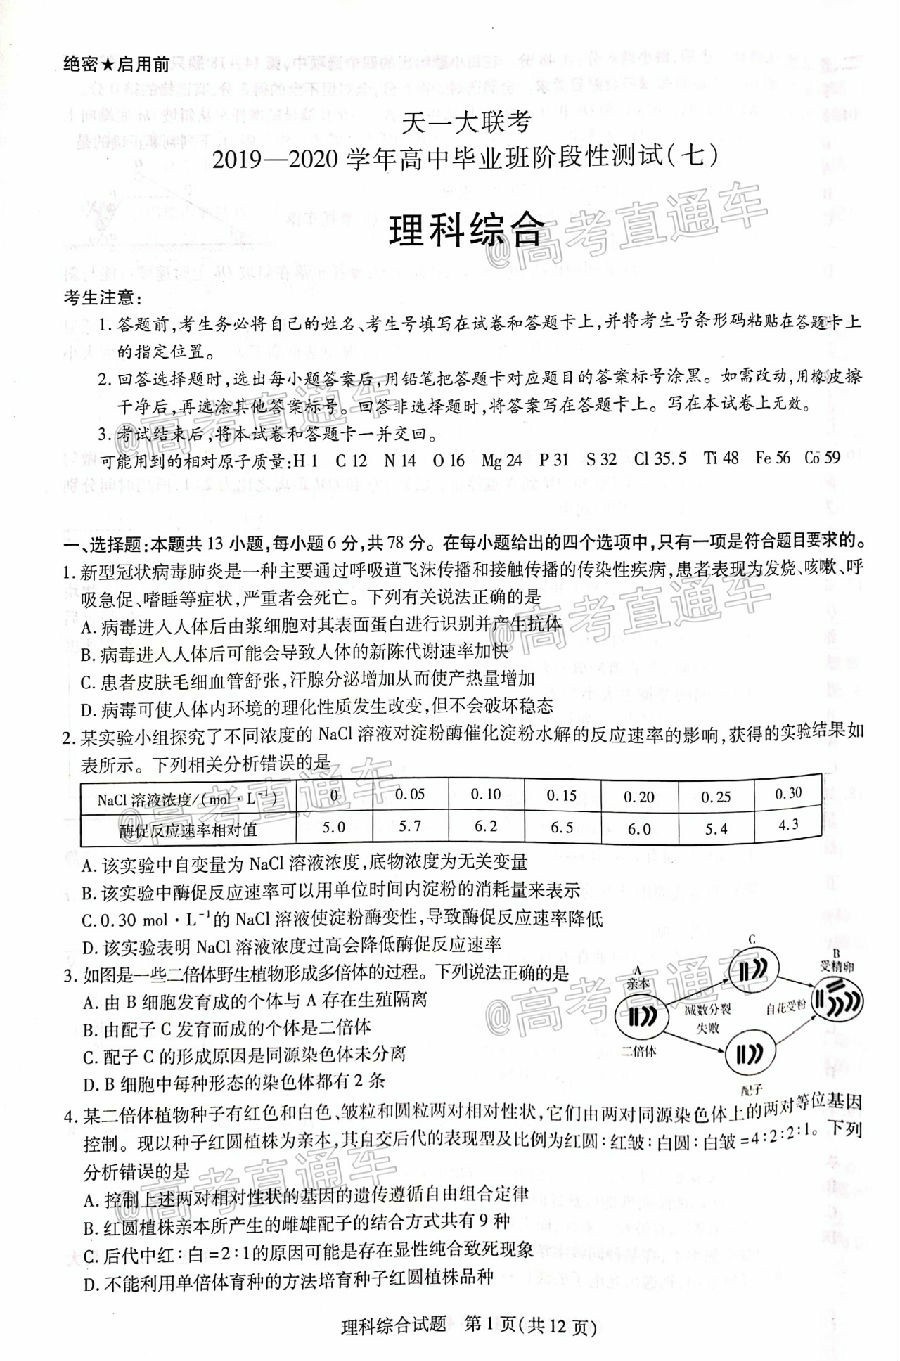 绝密★启用前
天一大联考
2019—2020 学年高中毕业班阶段性测试(七)
理科综合
考生注意:
1. 答题前,考生务必将自己的姓名、考生号填写在试卷和答题卡上,并将考生号条形码粘贴在答题卡上
的指定位置。
2. 回答选择题时,选出每小题答案后,用铅笔把答题卡对应题目的答案标号涂黑。如需改动,用橡皮擦
干净后,再选涂其他答案标号。回答非选择题时,将答案写在答题卡上。写在本试卷上无效。
3. 考试结束后,将本试卷和答题卡一并交回。
可能用到的相对原子质量:H 1 C 12 N 14 O 16 Mg 24 P 31 S 32 Cl 35.5 Ti 48 Fe 56 Co 59
一、选择题:本题共 13 小题,每小题 6 分,共 78 分。在每小题给出的四个选项中,只有一项是符合题目要求的。
1. 新型冠状病毒肺炎是一种主要通过呼吸道飞沫传播和接触传播的传染性疾病,患者表现为发烧、咳嗽、呼
吸急促、嗜睡等症状,严重者会死亡。下列有关说法正确的是
A. 病毒进入人体后由浆细胞对其表面蛋白进行识别并产生抗体
B. 病毒进入人体后可能会导致人体的新陈代谢速率加快
C. 患者皮肤毛细血管舒张,汗腺分泌增加从而使产热量增加
D. 病毒可使人体内环境的理化性质发生改变,但不会破坏稳态
2. 某实验小组探究了不同浓度的 NaCl 溶液对淀粉酶催化淀粉水解的反应速率的影响,获得的实验结果如
表所示。下列相关分析错误的是
NaCl 溶液浓度/(mol·L⁻¹) 0 0.05 0.10 0.15 0.20 0.25 0.30
酶促反应速率相对值 5.0 5.7 6.2 6.5 6.0 5.4 4.3
A. 该实验中自变量为 NaCl 溶液浓度,底物浓度为无关变量
B. 该实验中酶促反应速率可以用单位时间内淀粉的消耗量来表示
C. 0.30 mol·L⁻¹的 NaCl 溶液使淀粉酶变性,导致酶促反应速率降低
D. 该实验表明 NaCl 溶液浓度过高会降低酶促反应速率
3. 如图是一些二倍体野生植物形成多倍体的过程。下列说法正确的是
A. 由 B 细胞发育成的个体与 A 存在生殖隔离
B. 由配子 C 发育而成的个体是二倍体
C. 配子 C 的形成原因是同源染色体未分离
D. B 细胞中每种形态的染色体都有 2 条
A
亲本
二倍体
减数分裂
失败
C
配子
自花受粉
B
受精卵
4. 某二倍体植物种子有红色和白色、皱粒和圆粒两对相对性状,它们由两对同源染色体上的两对等位基因
控制。现以种子红圆植株为亲本,其自交后代的表现型及比例为红圆:红皱:白圆:白皱=4:2:2:1。下列
分析错误的是
A. 控制上述两对相对性状的基因的遗传遵循自由组合定律
B. 红圆植株亲本所产生的雌雄配子的结合方式共有 9 种
C. 后代中红:白=2:1的原因可能是存在显性纯合致死现象
D. 不能利用单倍体育种的方法培育种子红圆植株品种
理科综合试题 第 1 页(共 12 页)
@高考直通车
@高考直通车
@高考直通车
@高考直通车
@高考直通车
@高考直通车